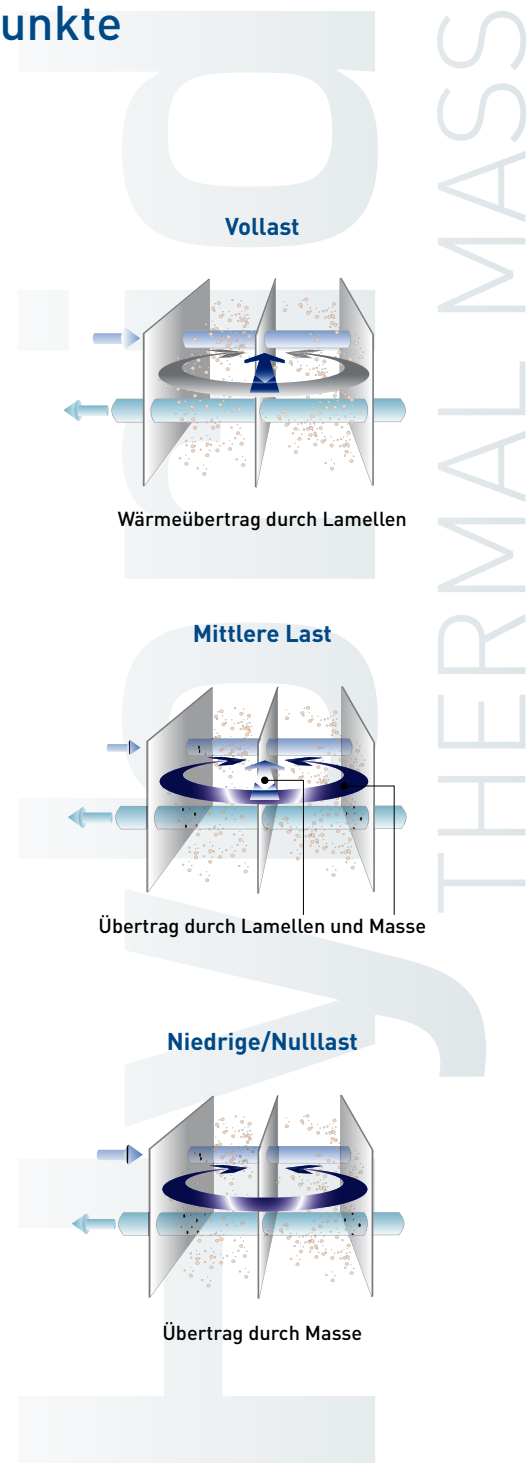 unkte
Vollast
Wärmeübertrag durch Lamellen
Mittlere Last
Übertrag durch Lamellen und Masse
Niedrige/Nulllast
Übertrag durch Masse
Hybrid
THERMAL MASS